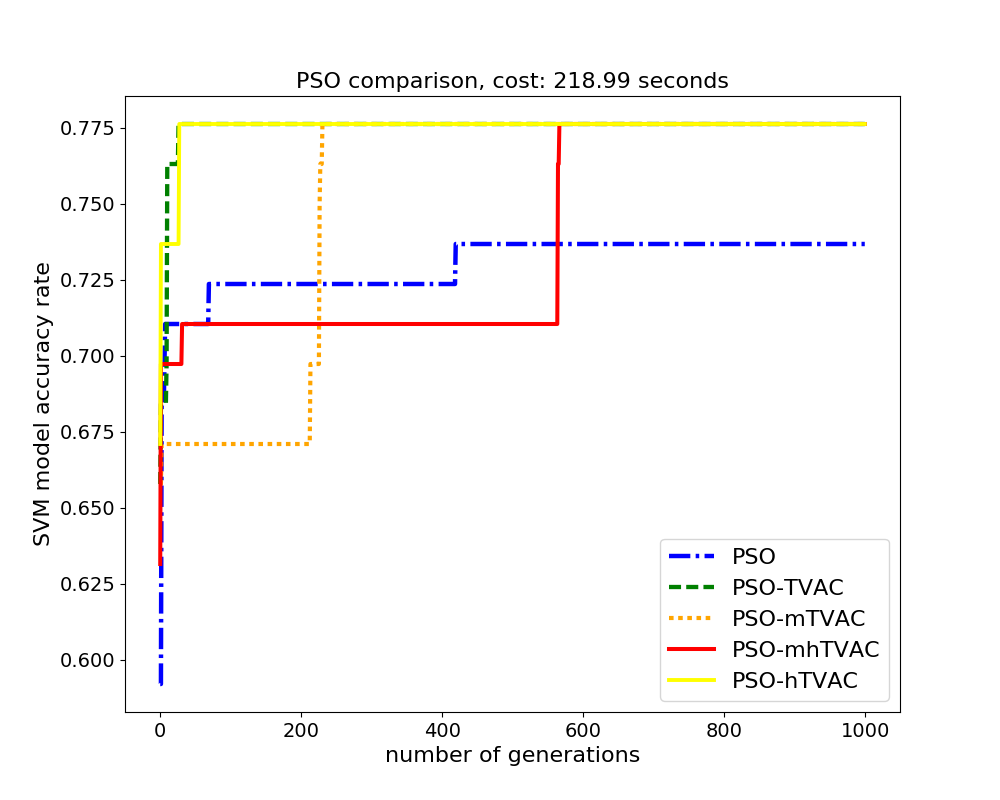 PSO comparison, cost: 218.99 seconds
SVM model accuracy rate
0.775
0.750
0.725
0.700
0.675
0.650
0.625
0.600
0 200 400 600 800 1000
number of generations
PSO
PSO-TVAC
PSO-mTVAC
PSO-mhTVAC
PSO-hTVAC